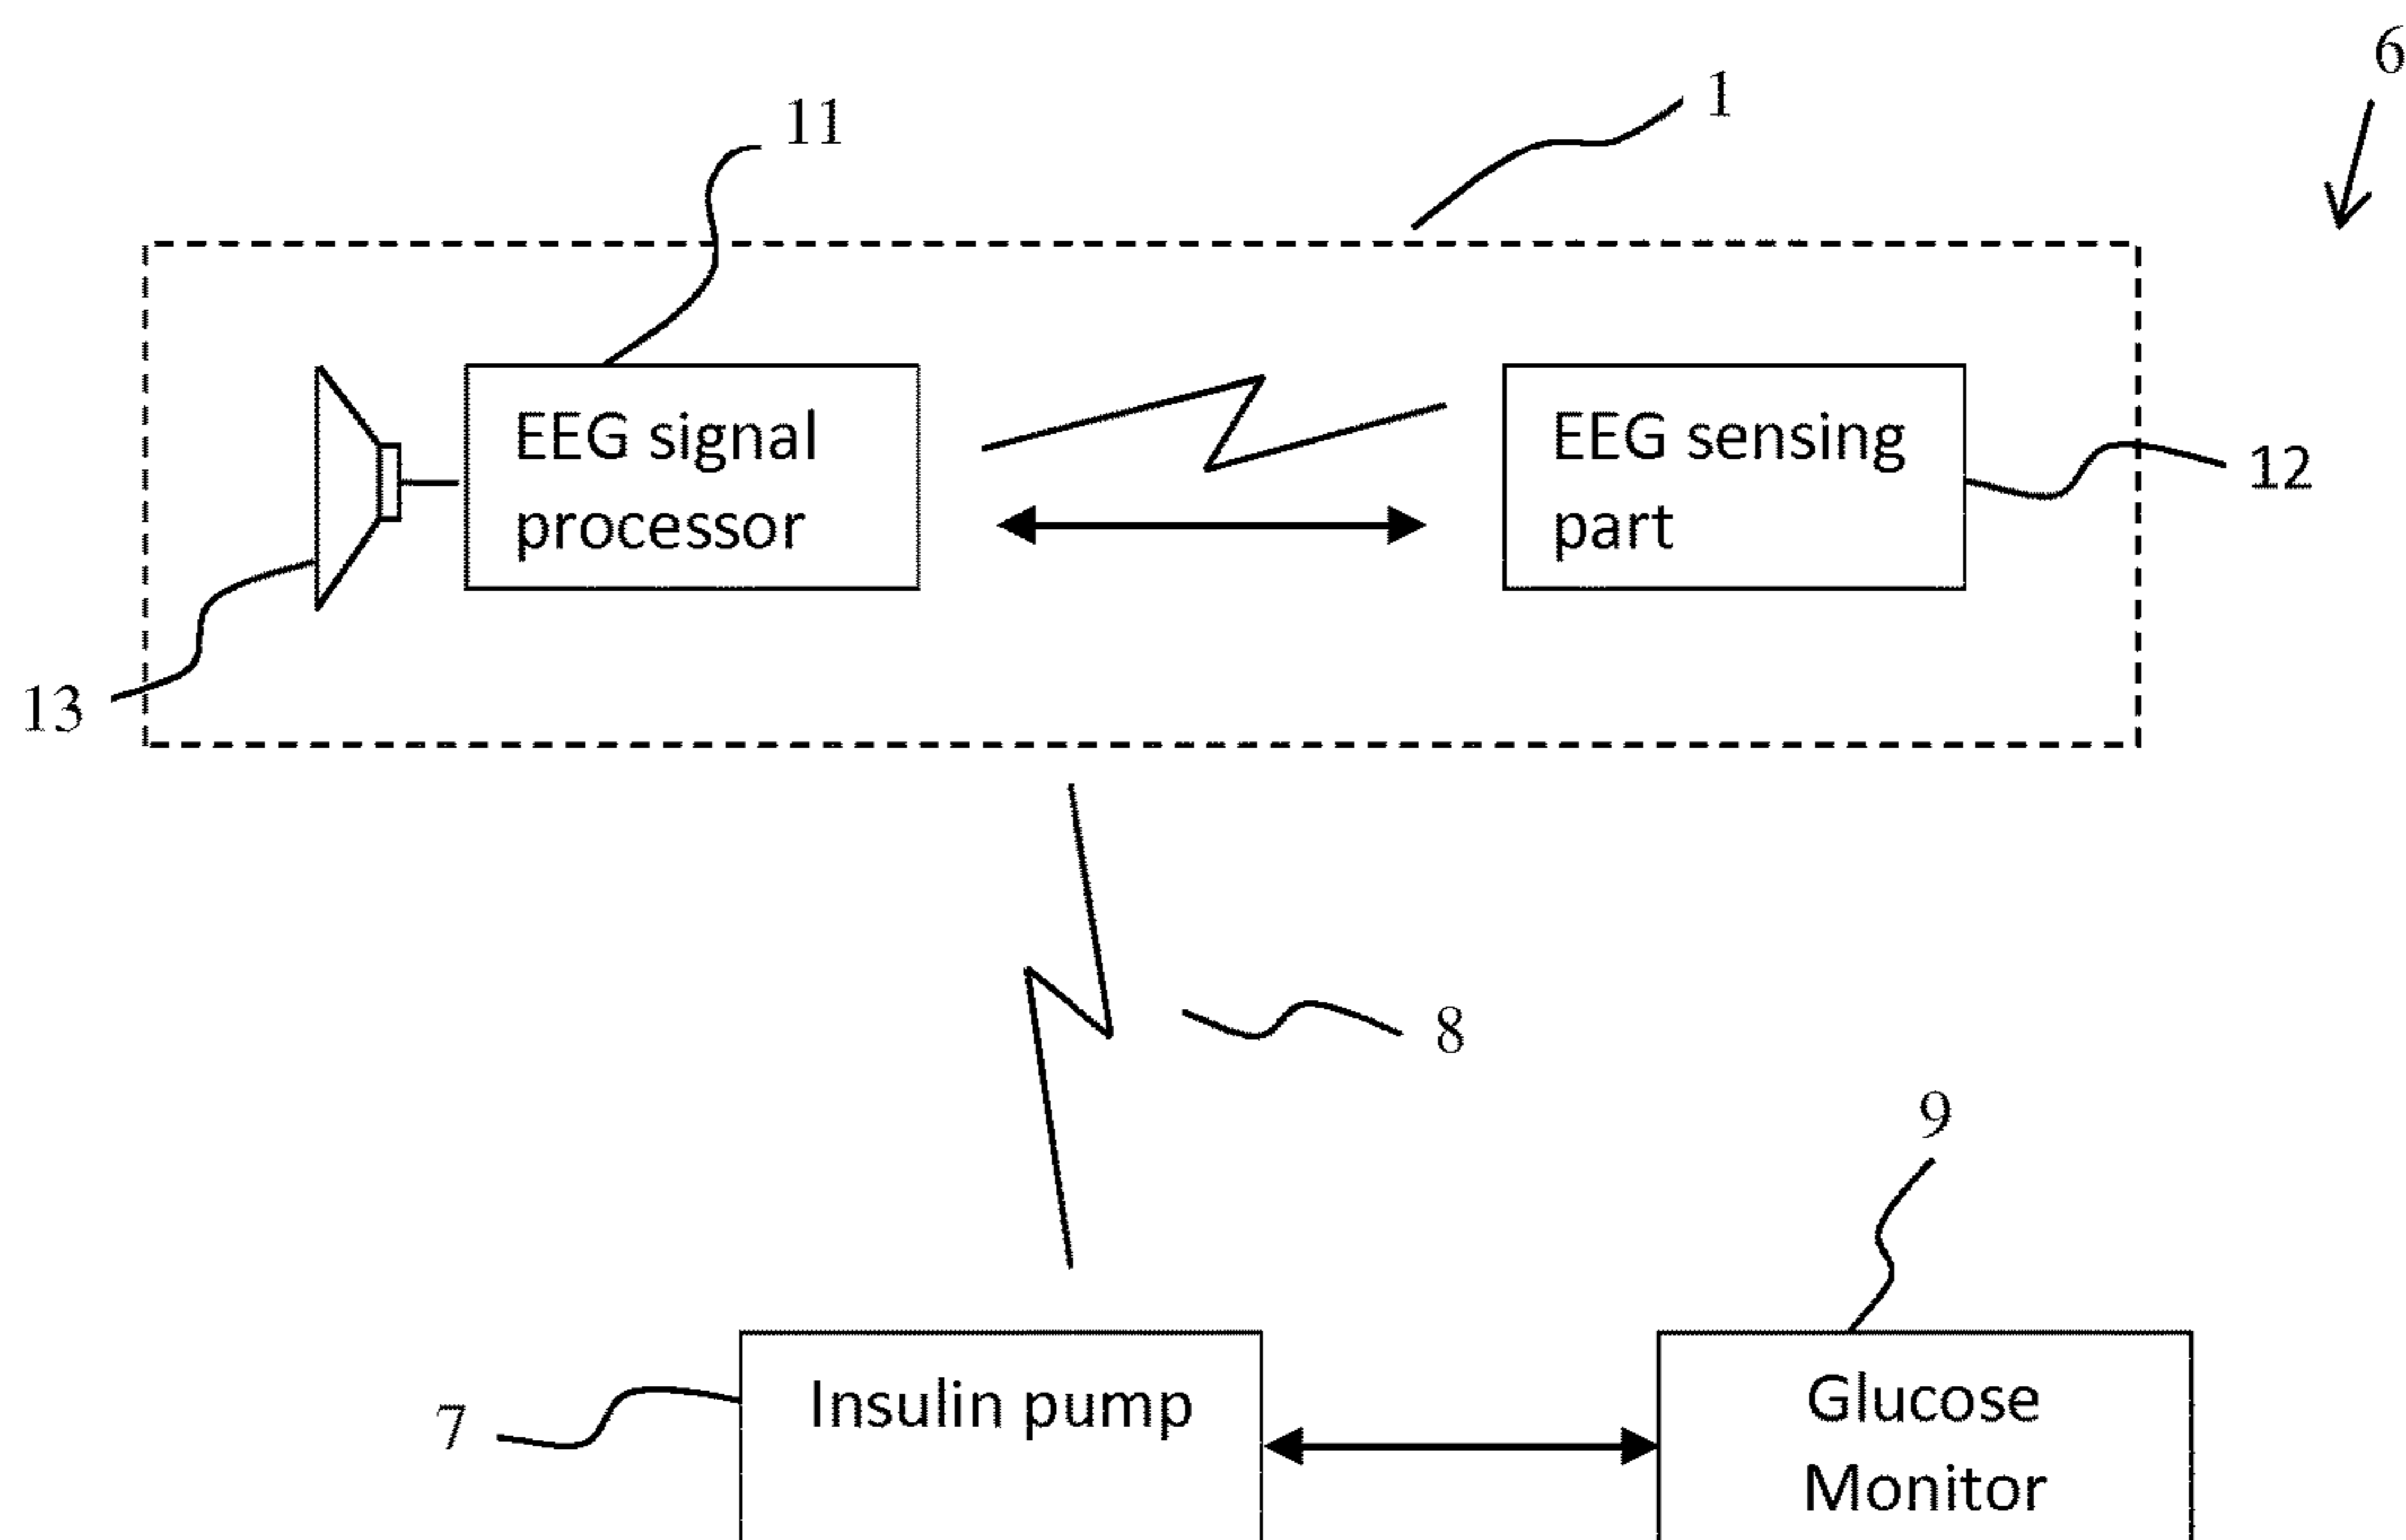 6
1
11
EEG signal
processor
EEG sensing
part
12
13
8
9
7
Insulin pump
Glucose
Monitor